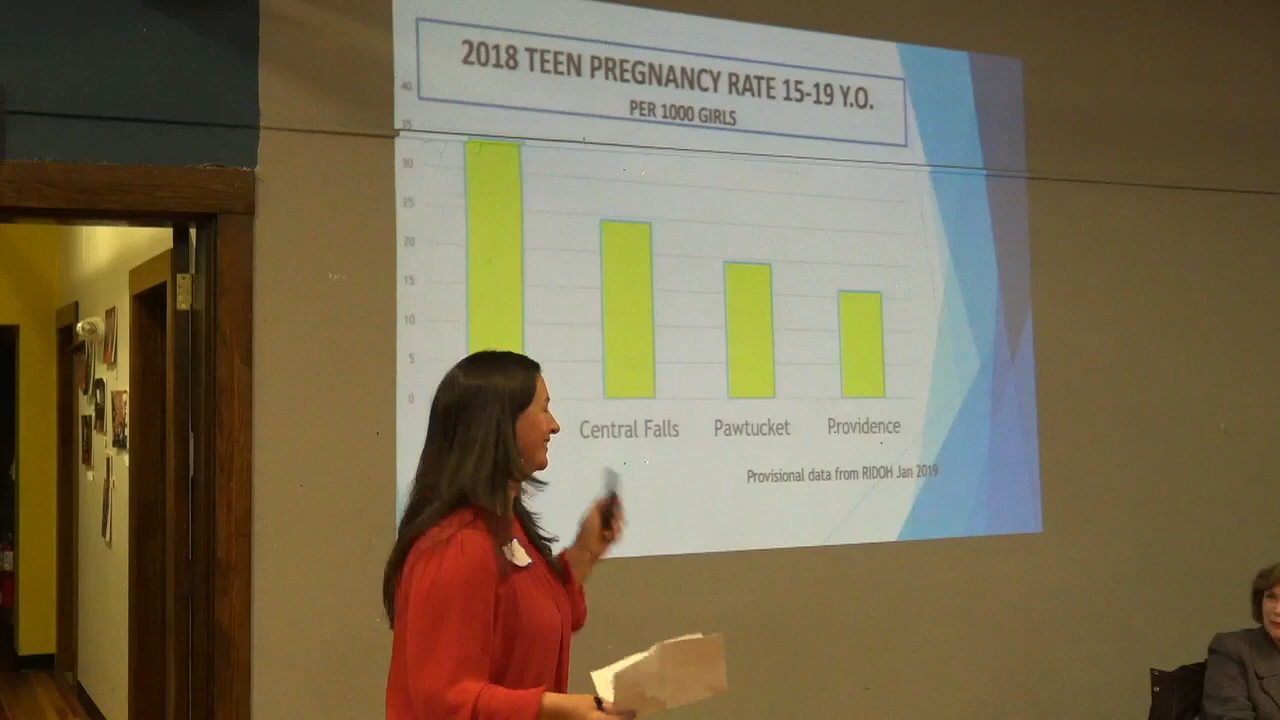 2018 TEEN PREGNANCY RATE 15-19 Y.O.
PER 1000 GIRLS
40
35
30
25
20
15
10
5
0
Central Falls Pawtucket Providence
Provisional data from RIDOH Jan 2019